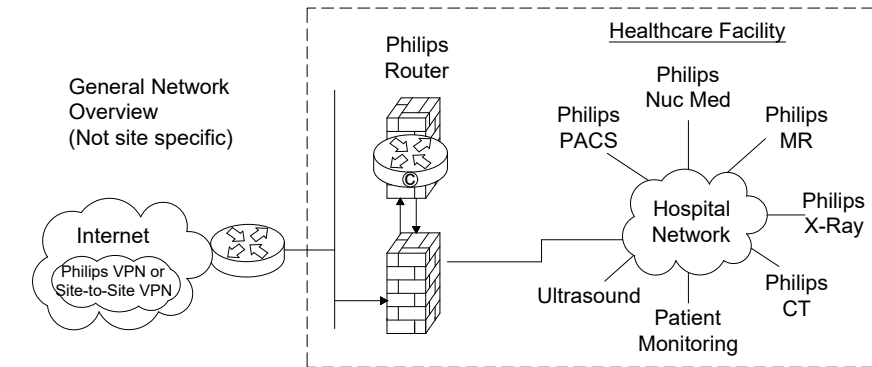 General Network
Overview
(Not site specific)
Internet
Philips VPN or
Site-to-Site VPN
Philips
Router
C
Healthcare Facility
Philips
PACS
Philips
Nuc Med
Philips
MR
Hospital
Network
Philips
X-Ray
Ultrasound
Patient
Monitoring
Philips
CT